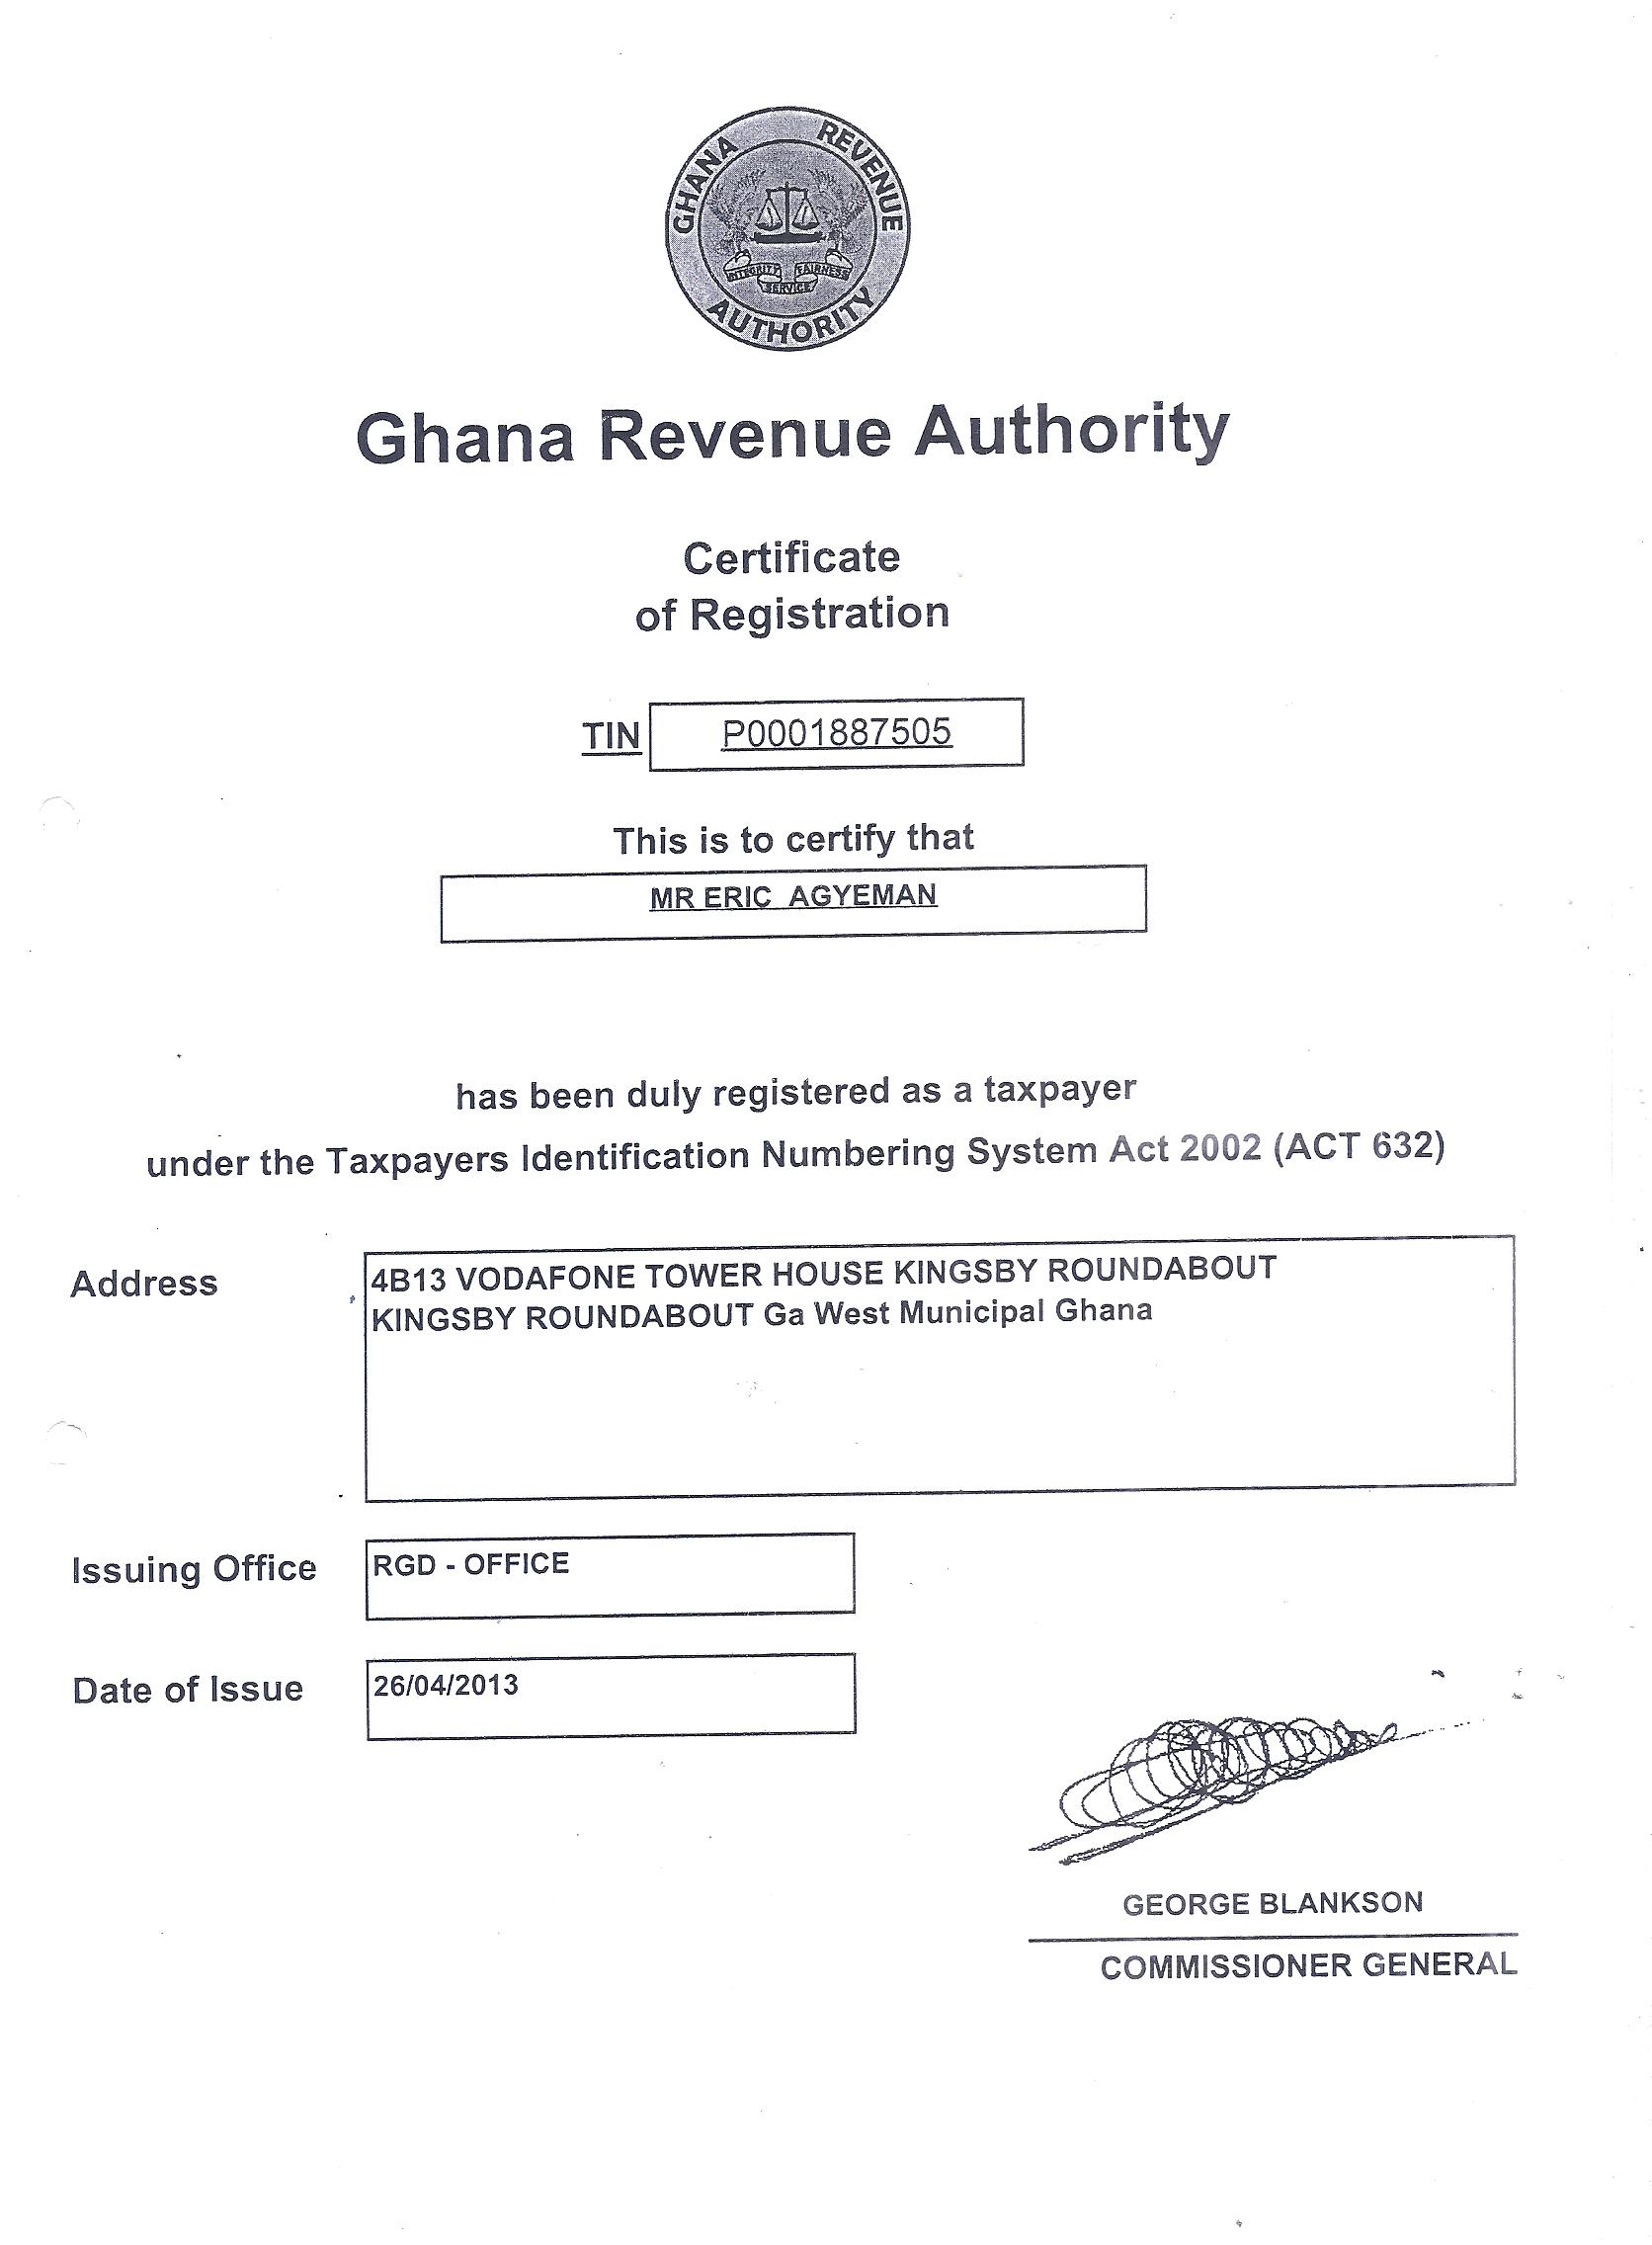 GHANA REVENUE AUTHORITY
INTEGRITY FAIRNESS
SERVICE
Ghana Revenue Authority
Certificate
of Registration
TIN P0001887505
This is to certify that
MR ERIC AGYEMAN
has been duly registered as a taxpayer
under the Taxpayers Identification Numbering System Act 2002 (ACT 632)
Address 4B13 VODAFONE TOWER HOUSE KINGSBY ROUNDABOUT
KINGSBY ROUNDABOUT Ga West Municipal Ghana
Issuing Office RGD - OFFICE
Date of Issue 26/04/2013
GEORGE BLANKSON
COMMISSIONER GENERAL